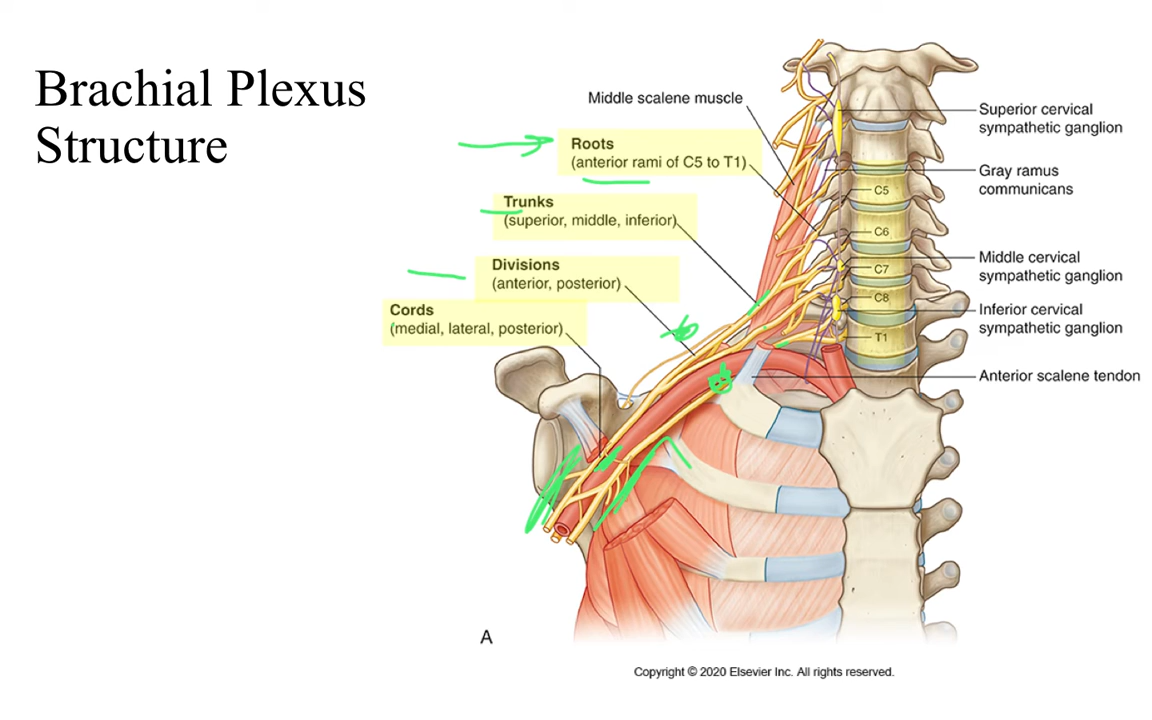 Brachial Plexus
Structure
Middle scalene muscle
Roots
(anterior rami of C5 to T1)
Trunks
(superior, middle, inferior)
Divisions
(anterior, posterior)
Cords
(medial, lateral, posterior)
Superior cervical
sympathetic ganglion
Gray ramus
communicans
C5
C6
Middle cervical
sympathetic ganglion
C7
C8
Inferior cervical
sympathetic ganglion
T1
Anterior scalene tendon
A
Copyright © 2020 Elsevier Inc. All rights reserved.